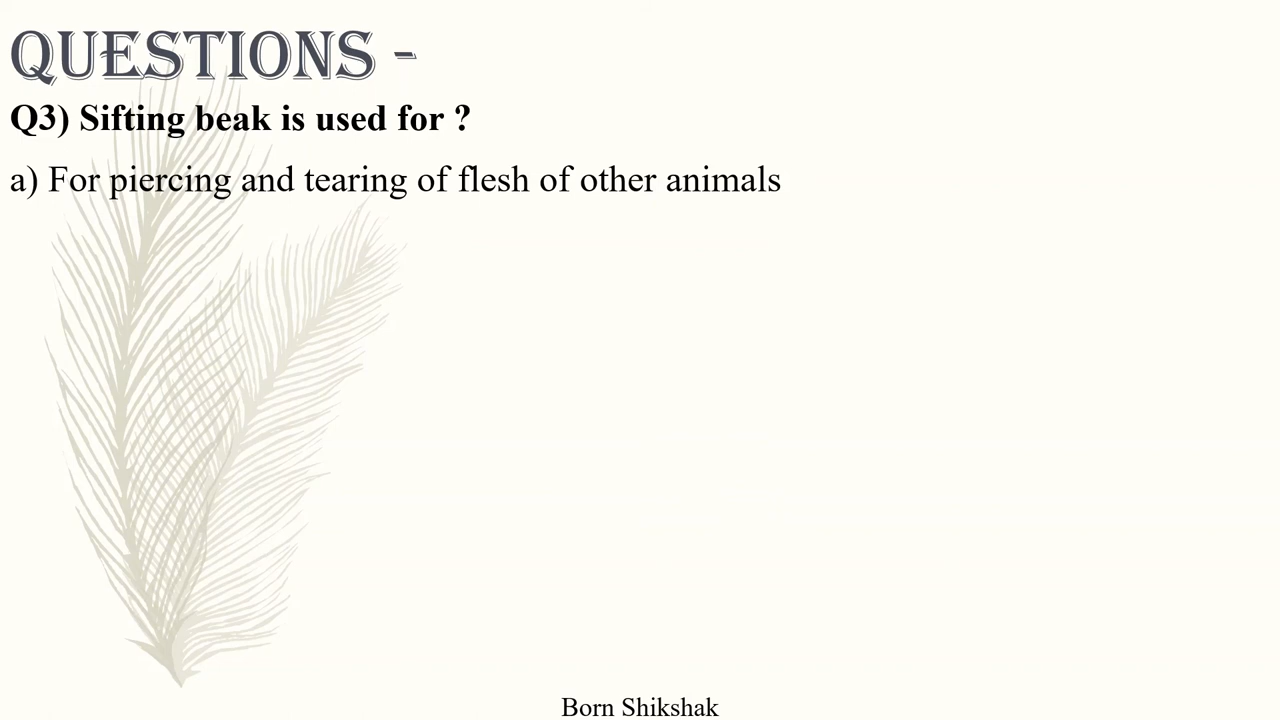 QUESTIONS -
Q3) Sifting beak is used for ?
a) For piercing and tearing of flesh of other animals
Born Shikshak